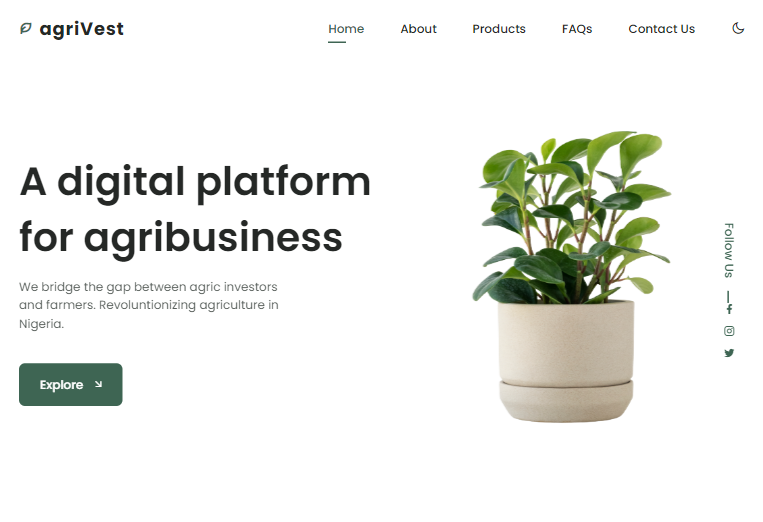 agriVest
Home
About
Products
FAQs
Contact Us
A digital platform
for agribusiness
We bridge the gap between agric investors
and farmers. Revoluntionizing agriculture in
Nigeria.
Explore
Follow Us